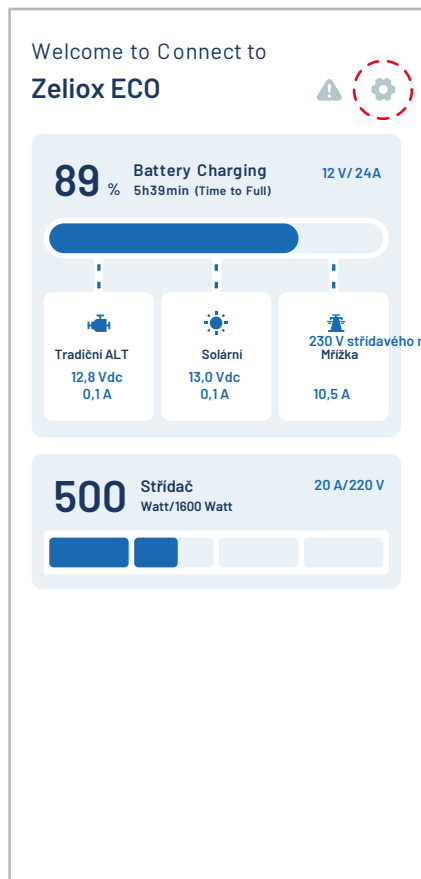 Welcome to Connect to
Zeliox ECO
89 %
Battery Charging
5h39min (Time to Full)
12 V/ 24A
Tradiční ALT
12,8 Vdc
0,1 A
Solární
13,0 Vdc
0,1 A
230 V střídavého
Mřížka
10,5 A
500
Střídač
Watt/1600 Watt
20 A/220 V